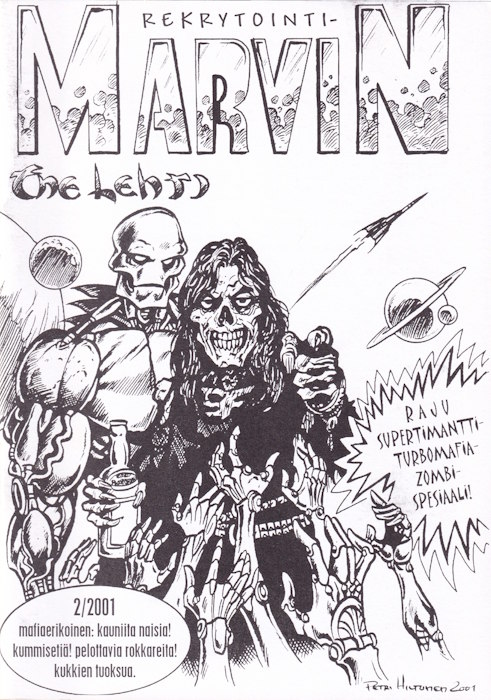 REKRYTOINTI-
MARVIN
the Lehti
RAJU
SUPERTIMANTTI-
TURBOMAFIA-
ZOMBI-
SPESIAALI!
2/2001
mafiaerikoinen: kauniita naisia!
kummisetiä! pelottavia rokkareita!
kukkien tuoksua.
PETRI HILTUNEN 2001